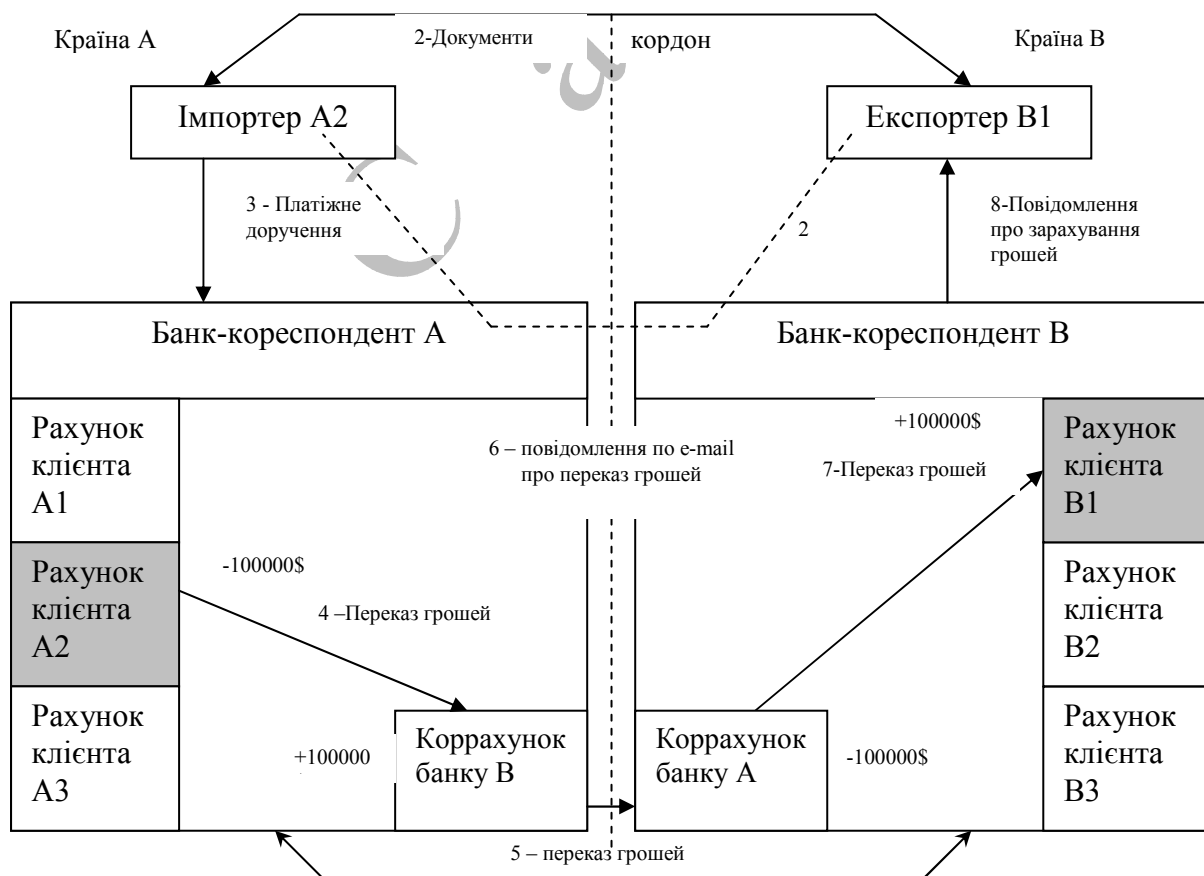 Країна А
2-Документи
кордон
Країна В
Імпортер А2
Експортер В1
3 - Платіжне
доручення
2
8-Повідомлення
про зарахування
грошей
Банк-кореспондент А
Банк-кореспондент В
Рахунок
клієнта
А1
6 – повідомлення по e-mail
про переказ грошей
+100000$
7-Переказ грошей
Рахунок
клієнта
В1
Рахунок
клієнта
А2
-100000$
4 –Переказ грошей
Рахунок
клієнта
В2
Рахунок
клієнта
А3
+100000
Коррахунок
банку В
Коррахунок
банку А
-100000$
Рахунок
клієнта
В3
5 – переказ грошей